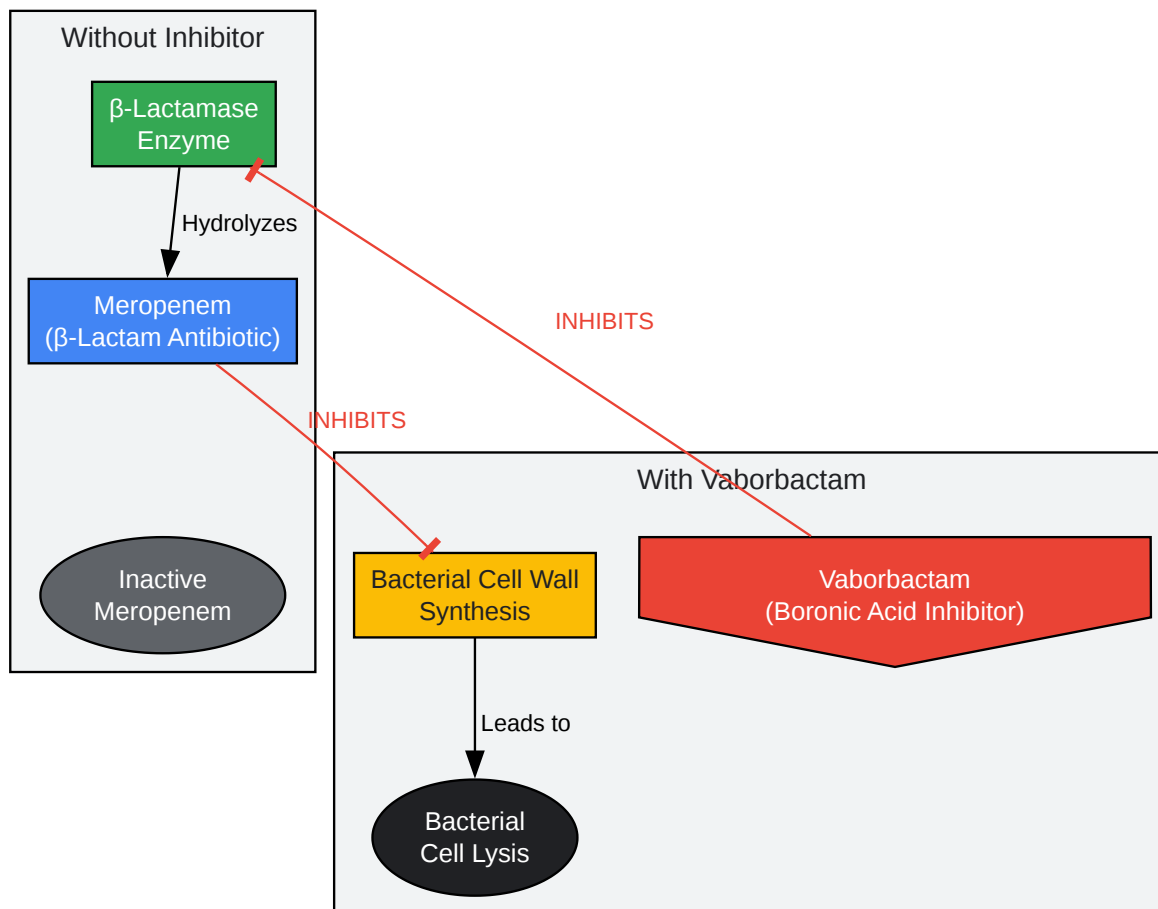 Without Inhibitor
β-Lactamase
Enzyme
Hydrolyzes
Meropenem
(β-Lactam Antibiotic)
INHIBITS
INHIBITS
With Vaborbactam
Inactive
Meropenem
Bacterial Cell Wall
Synthesis
Vaborbactam
(Boronic Acid Inhibitor)
Leads to
Bacterial
Cell Lysis